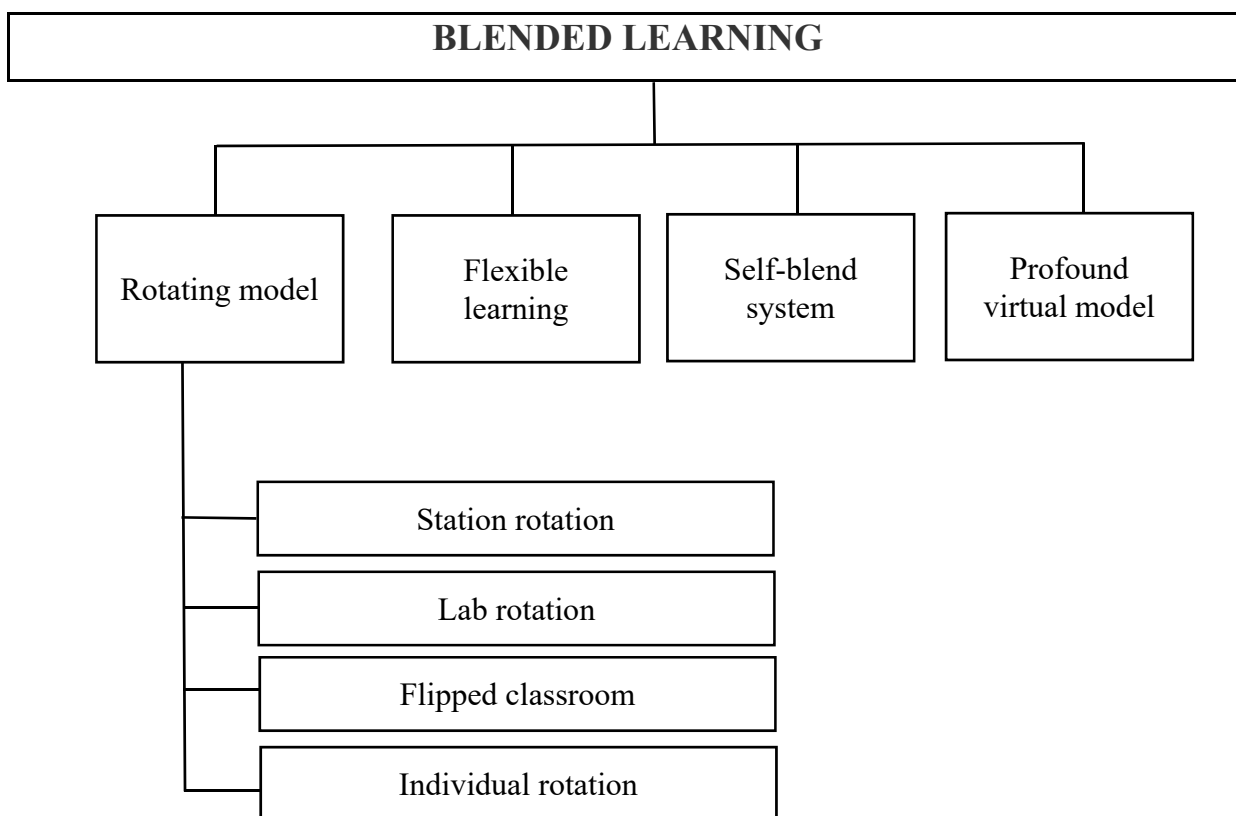 BLENDED LEARNING
Rotating model
Flexible
learning
Self-blend
system
Profound
virtual model
Station rotation
Lab rotation
Flipped classroom
Individual rotation